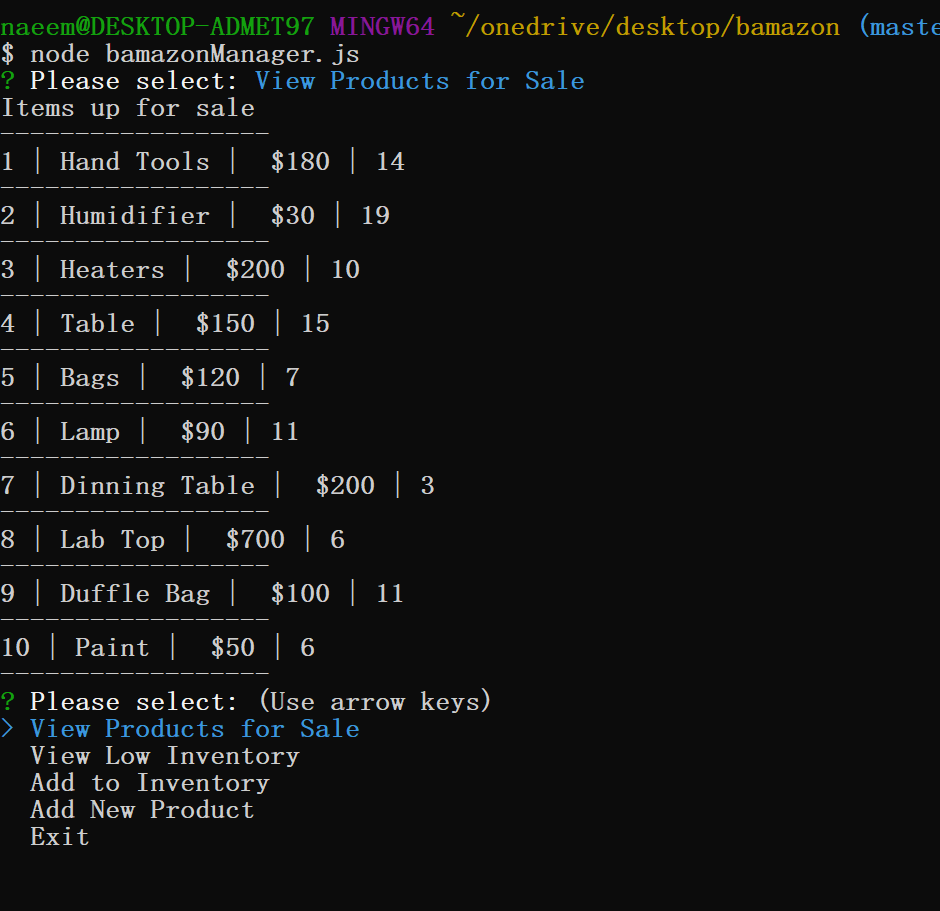 naeem@DESKTOP-ADMET97 MINGW64 ~/onedrive/desktop/bamazon (maste
$ node bamazonManager.js
? Please select: View Products for Sale
Items up for sale
------------------
1 | Hand Tools |  $180 | 14
------------------
2 | Humidifier |  $30 | 19
------------------
3 | Heaters |  $200 | 10
------------------
4 | Table |  $150 | 15
------------------
5 | Bags |  $120 | 7
------------------
6 | Lamp |  $90 | 11
------------------
7 | Dinning Table |  $200 | 3
------------------
8 | Lab Top |  $700 | 6
------------------
9 | Duffle Bag |  $100 | 11
------------------
10 | Paint |  $50 | 6
------------------
? Please select: (Use arrow keys)
> View Products for Sale
  View Low Inventory
  Add to Inventory
  Add New Product
  Exit